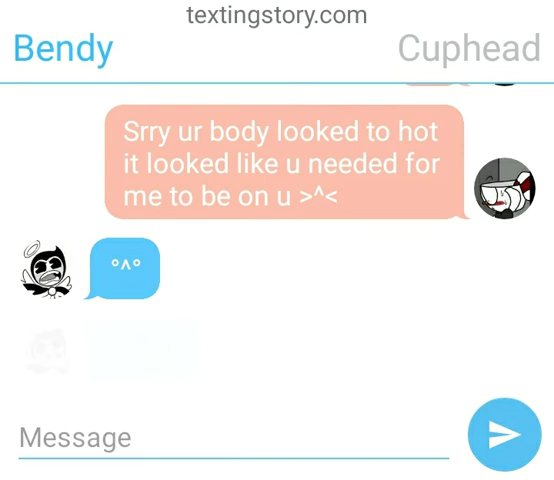 textingstory.com
Bendy
Cuphead
Srry ur body looked to hot
it looked like u needed for
me to be on u >^<
°^°
Message